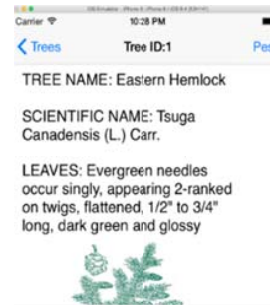 Carrier 10:28 PM
Trees Tree ID:1 Pes
TREE NAME: Eastern Hemlock
SCIENTIFIC NAME: Tsuga
Canadensis (L.) Carr.
LEAVES: Evergreen needles
occur singly, appearing 2-ranked
on twigs, flattened, 1/2" to 3/4"
long, dark green and glossy